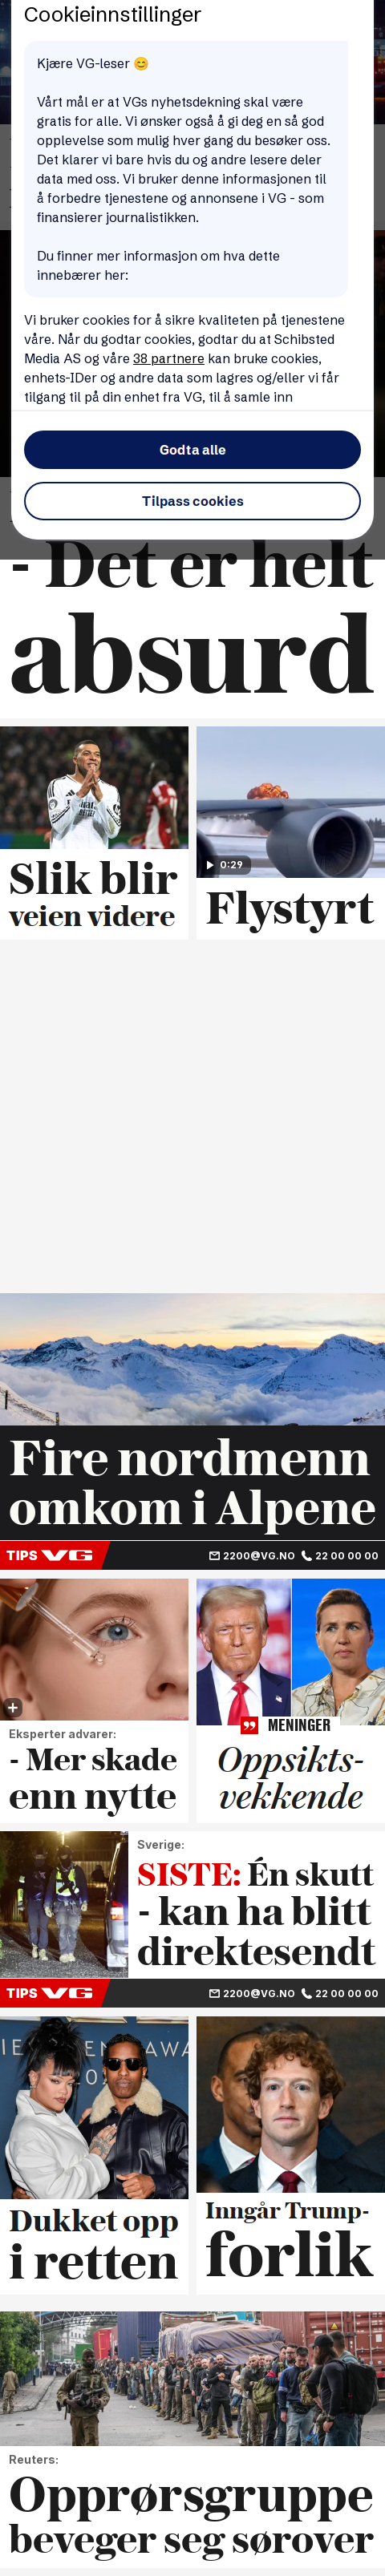 Cookieinnstillinger
Kjære VG-leser 😊
Vårt mål er at VGs nyhetsdekning skal være
gratis for alle. Vi ønsker også å gi deg en så god
opplevelse som mulig hver gang du besøker oss.
Det klarer vi bare hvis du og andre lesere deler
data med oss. Vi bruker denne informasjonen til
å forbedre tjenestene og annonsene i VG - som
finansierer journalistikken.
Du finner mer informasjon om hva dette
innebærer her:
Vi bruker cookies for å sikre kvaliteten på tjenestene
våre. Når du godtar cookies, godtar du at Schibsted
Media AS og våre 38 partnere kan bruke cookies,
enhets-IDer og andre data som lagres og/eller vi får
tilgang til på din enhet fra VG, til å samle inn
Godta alle
Tilpass cookies
- Det er helt
absurd
Slik blir
veien videre
0:29
Flystyrt
Fire nordmenn
omkom i Alpene
TIPS VG 2200@VG.NO 22 00 00 00
Eksperter advarer:
- Mer skade
enn nytte
MENINGER
Oppsikts-
vekkende
Sverige:
SISTE: Én skutt
- kan ha blitt
direktesendt
TIPS VG 2200@VG.NO 22 00 00 00
Dukket opp
i retten
Inngår Trump-
forlik
Reuters:
Opprørsgruppe
beveger seg sørover